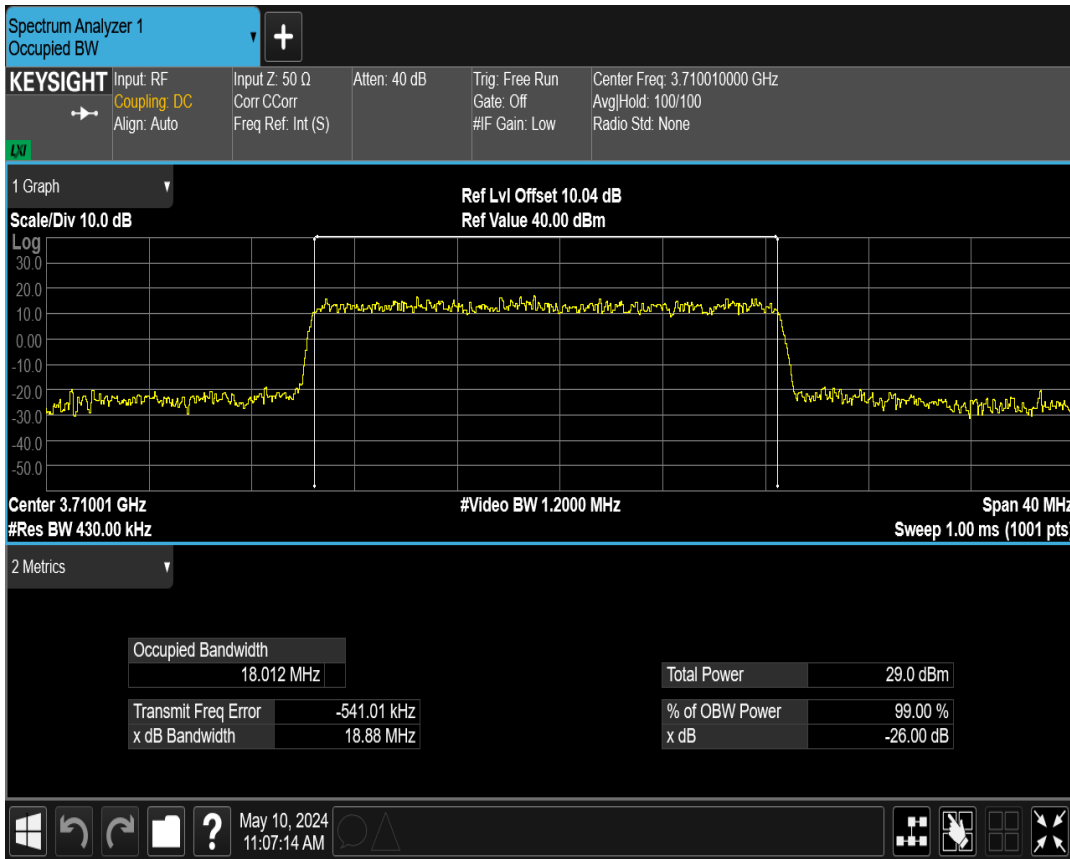 Spectrum Analyzer 1
Occupied BW
+
KEYSIGHT
LXI
Input: RF
Coupling: DC
Align: Auto
Input Z: 50 Ω
Corr CCorr
Freq Ref: Int (S)
Atten: 40 dB
Trig: Free Run
Gate: Off
#IF Gain: Low
Center Freq: 3.710010000 GHz
Avg|Hold: 100/100
Radio Std: None
1 Graph
Scale/Div 10.0 dB
Ref Lvl Offset 10.04 dB
Ref Value 40.00 dBm
Log
30.0
20.0
10.0
0.00
-10.0
-20.0
-30.0
-40.0
-50.0
Center 3.71001 GHz
#Video BW 1.2000 MHz
Span 40 MHz
#Res BW 430.00 kHz
Sweep 1.00 ms (1001 pts)
2 Metrics
Occupied Bandwidth
18.012 MHz
Transmit Freq Error -541.01 kHz
x dB Bandwidth 18.88 MHz
Total Power 29.0 dBm
% of OBW Power 99.00 %
x dB -26.00 dB
?
May 10, 2024
11:07:14 AM